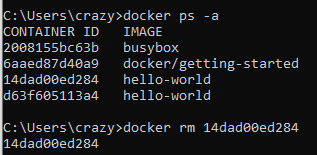 C:\Users\crazy>docker ps -a
CONTAINER ID   IMAGE
2008155bc63b   busybox
6aaed87d40a9   docker/getting-started
14dad00ed284   hello-world
d63f605113a4   hello-world
C:\Users\crazy>docker rm 14dad00ed284
14dad00ed284